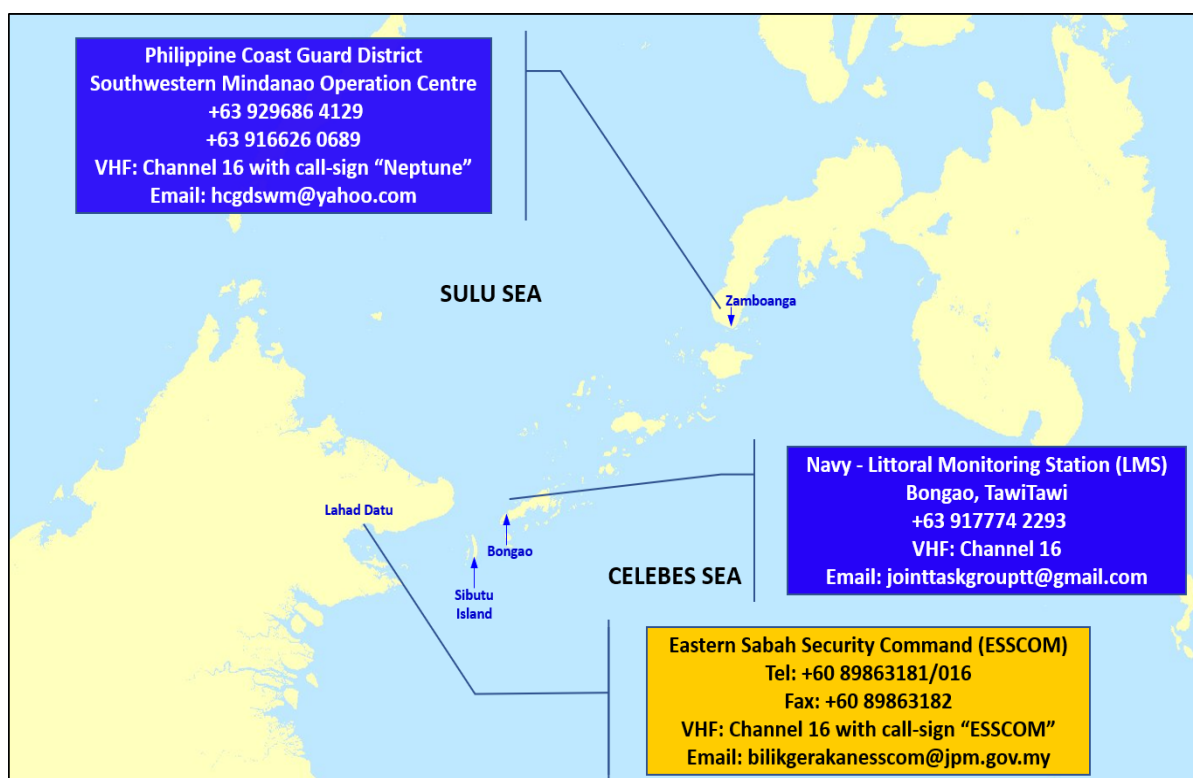 Philippine Coast Guard District
Southwestern Mindanao Operation Centre
+63 929686 4129
+63 916626 0689
VHF: Channel 16 with call-sign “Neptune”
Email: hcgdswm@yahoo.com
SULU SEA
Zamboanga
Navy - Littoral Monitoring Station (LMS)
Bongao, TawiTawi
+63 917774 2293
VHF: Channel 16
Email: jointtaskgrouptt@gmail.com
Lahad Datu
Bongao
CELEBES SEA
Sibutu
Island
Eastern Sabah Security Command (ESSCOM)
Tel: +60 89863181/016
Fax: +60 89863182
VHF: Channel 16 with call-sign “ESSCOM”
Email: bilikgerakanesscom@jpm.gov.my